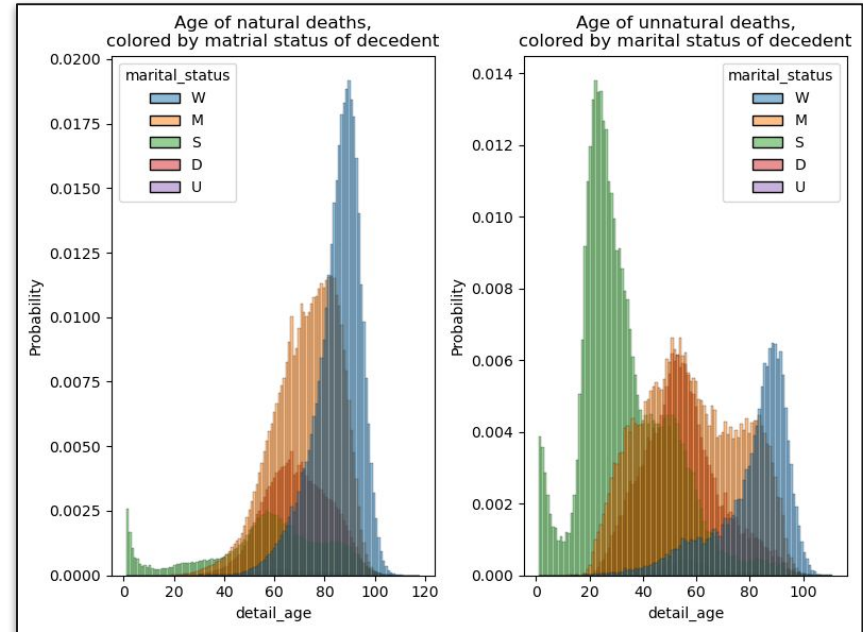 Age of natural deaths,
colored by matrial status of decedent
0.0200
0.0175
0.0150
0.0125
0.0100
0.0075
0.0050
0.0025
0.0000
Probability
marital_status
W
M
S
D
U
0 20 40 60 80 100 120
detail_age
Age of unnatural deaths,
colored by marital status of decedent
0.014
0.012
0.010
0.008
0.006
0.004
0.002
0.000
Probability
marital_status
W
M
S
D
U
0 20 40 60 80 100
detail_age